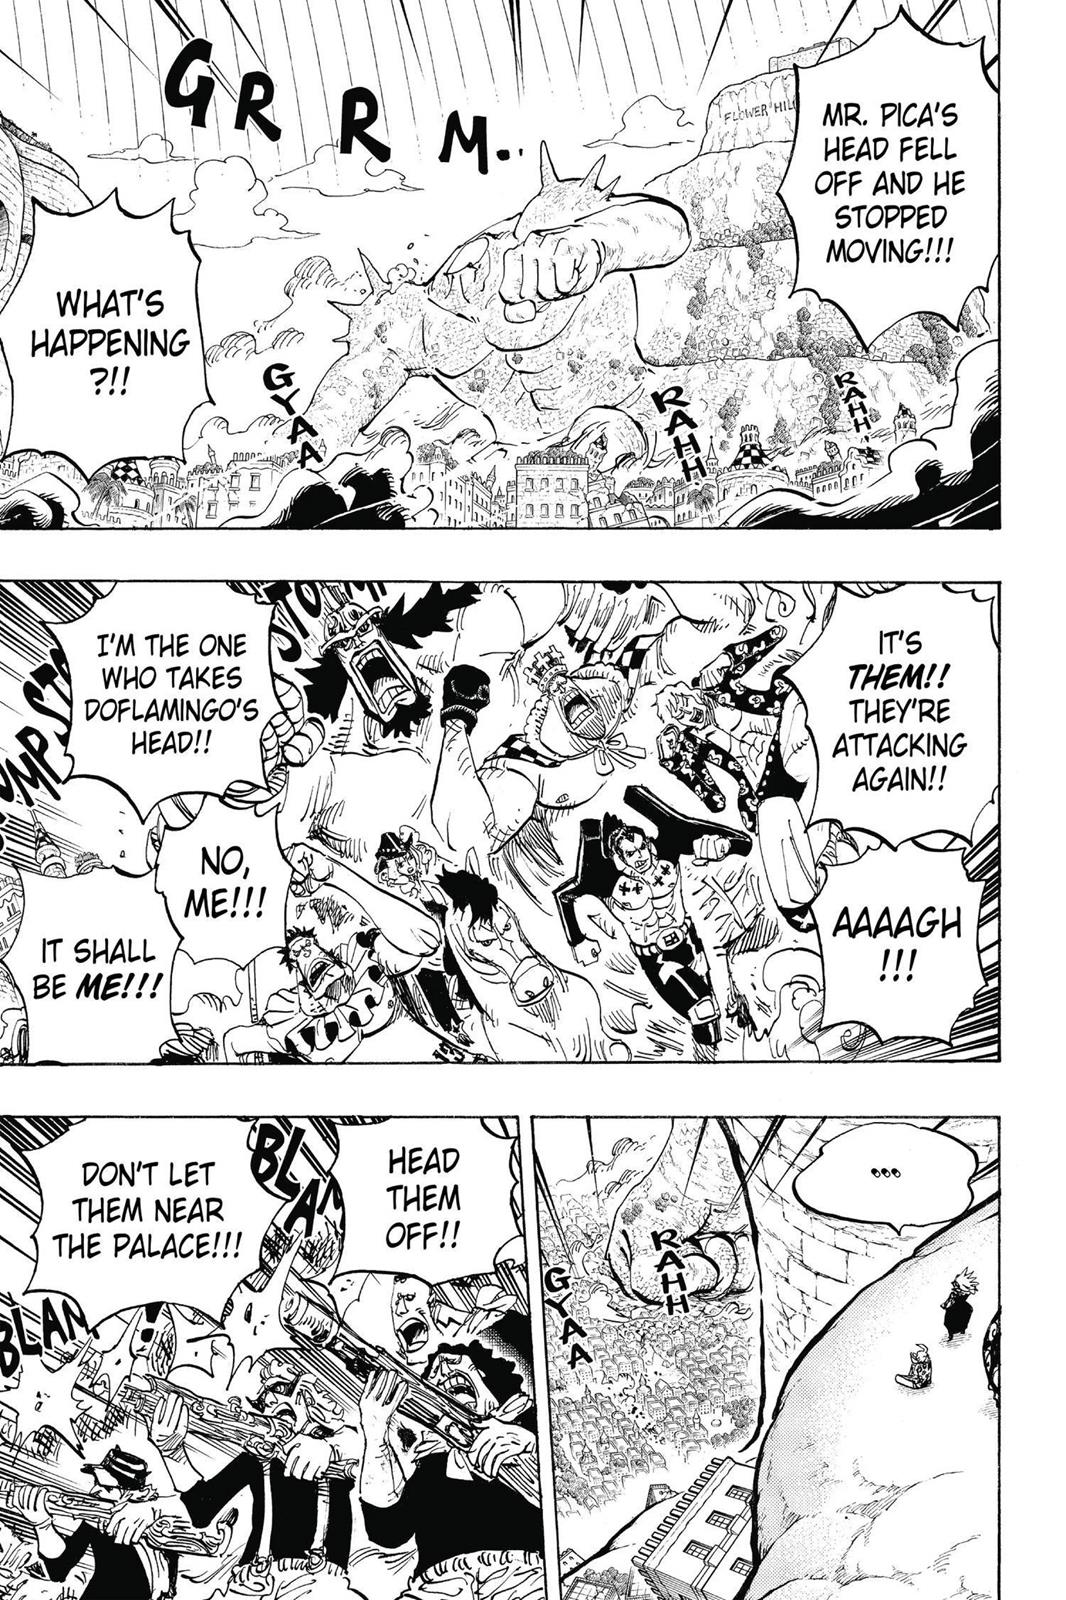 GRRM..
FLOWER HILL
MR. PICA'S
HEAD FELL
OFF AND HE
STOPPED
MOVING!!!
WHAT'S
HAPPENING
?!!
GYAA
RAHH!
RAHH!
IT'S
THEM!!
THEY'RE
ATTACKING
AGAIN!!
AAAAGH
!!!
STOMP
STOMP
I'M THE ONE
WHO TAKES
DOFLAMINGO'S
HEAD!!
NO,
ME!!!
IT SHALL
BE ME!!!
...
RAHH
GYAA
HEAD
THEM
OFF!!
BLAM
BLAM
DON'T LET
THEM NEAR
THE PALACE!!!